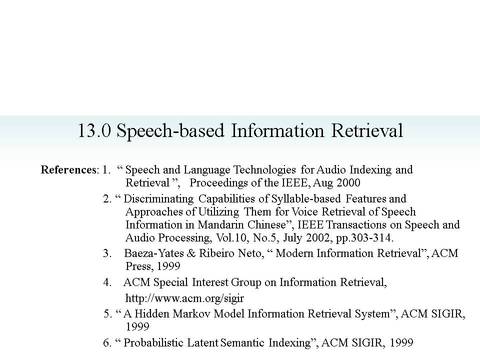 13.0 Speech-based Information Retrieval
References: 1. “ Speech and Language Technologies for Audio Indexing and
Retrieval ”, Proceedings of the IEEE, Aug 2000
2. “ Discriminating Capabilities of Syllable-based Features and
Approaches of Utilizing Them for Voice Retrieval of Speech
Information in Mandarin Chinese”, IEEE Transactions on Speech and
Audio Processing, Vol.10, No.5, July 2002, pp.303-314.
3. Baeza-Yates & Ribeiro Neto, “ Modern Information Retrieval”, ACM
Press, 1999
4. ACM Special Interest Group on Information Retrieval,
http://www.acm.org/sigir
5. “ A Hidden Markov Model Information Retrieval System”, ACM SIGIR,
1999
6. “ Probabilistic Latent Semantic Indexing”, ACM SIGIR, 1999